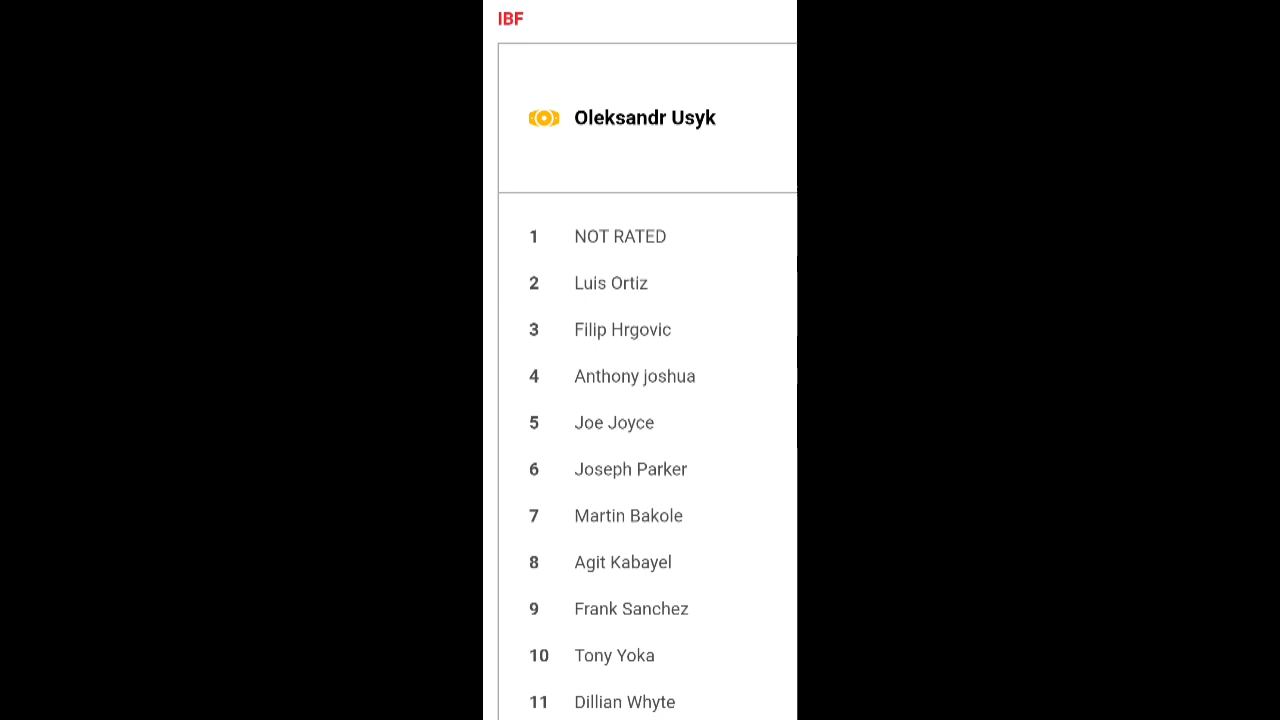 IBF
Oleksandr Usyk
1 NOT RATED
2 Luis Ortiz
3 Filip Hrgovic
4 Anthony joshua
5 Joe Joyce
6 Joseph Parker
7 Martin Bakole
8 Agit Kabayel
9 Frank Sanchez
10 Tony Yoka
11 Dillian Whyte